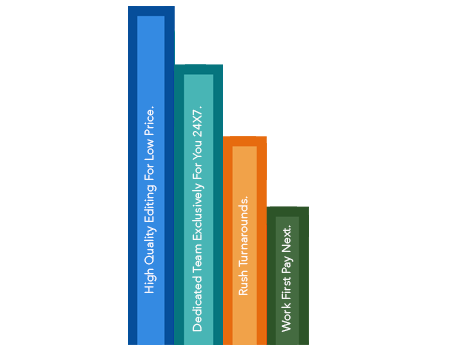 High Quality Editing For Low Price.
Dedicated Team Exclusively For You 24X7.
Rush Turnarounds.
Work First Pay Next.